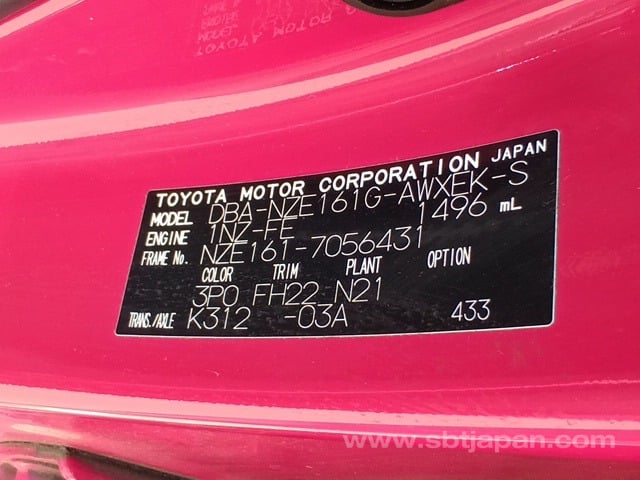 TOYOTA MOTOR CORPORATION JAPAN
MODEL DBA-NZE161G-AWXEK-S
ENGINE 1NZ-FE 1496 mL
FRAME No. NZE161-7056431
COLOR TRIM PLANT OPTION
3P0 FH22 N21
TRANS./AXLE K312 -03A 433
www.sbtjapan.com